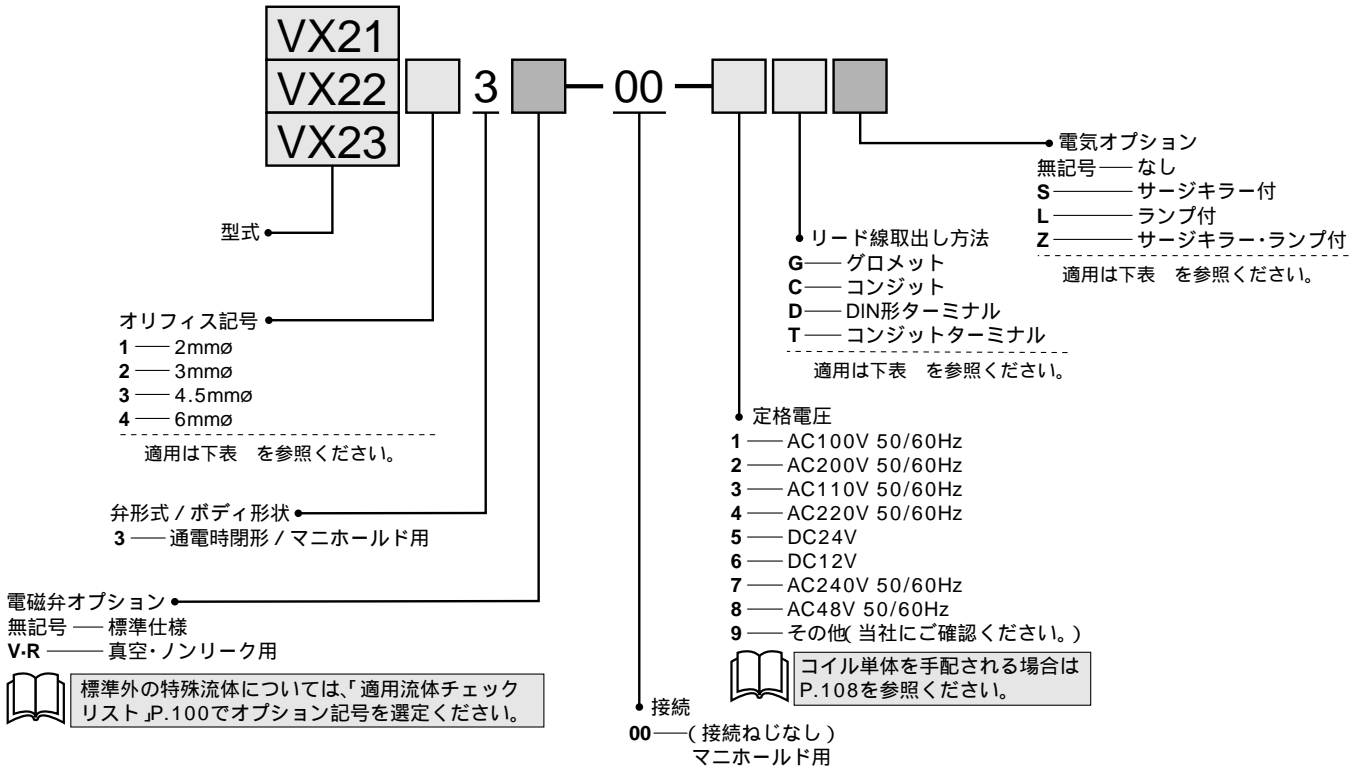 VX21
VX22
VX23
3
00
型式
オリフィス記号
1 — 2mmø
2 — 3mmø
3 — 4.5mmø
4 — 6mmø
適用は下表　を参照ください。
弁形式 / ボディ形状
3 — 通電時閉形 / マニホールド用
電磁弁オプション
無記号 — 標準仕様
V・R — 真空・ノンリーク用
標準外の特殊流体については、「適用流体チェック
リスト」P.100でオプション記号を選定ください。
接続
00 — (接続ねじなし)
マニホールド用
定格電圧
1 — AC100V 50/60Hz
2 — AC200V 50/60Hz
3 — AC110V 50/60Hz
4 — AC220V 50/60Hz
5 — DC24V
6 — DC12V
7 — AC240V 50/60Hz
8 — AC48V 50/60Hz
9 — その他(当社にご確認ください。)
コイル単体を手配される場合は
P.108を参照ください。
リード線取出し方法
G — グロメット
C — コンジット
D — DIN形ターミナル
T — コンジットターミナル
適用は下表　を参照ください。
電気オプション
無記号 — なし
S — サージキラー付
L — ランプ付
Z — サージキラー・ランプ付
適用は下表　を参照ください。